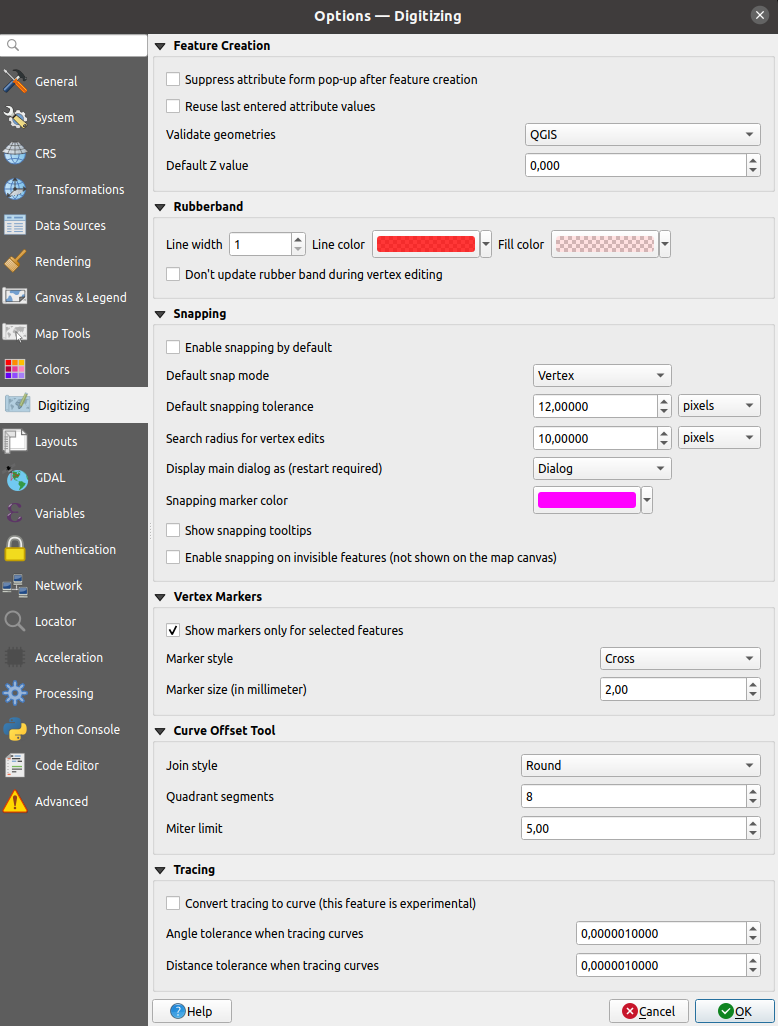 Options — Digitizing
General
System
CRS
Transformations
Data Sources
Rendering
Canvas & Legend
Map Tools
Colors
Digitizing
Layouts
GDAL
Variables
Authentication
Network
Locator
Acceleration
Processing
Python Console
Code Editor
Advanced
Feature Creation
Suppress attribute form pop-up after feature creation
Reuse last entered attribute values
Validate geometries QGIS
Default Z value 0,000
Rubberband
Line width 1 Line color Fill color
Don't update rubber band during vertex editing
Snapping
Enable snapping by default
Default snap mode Vertex
Default snapping tolerance 12,00000 pixels
Search radius for vertex edits 10,00000 pixels
Display main dialog as (restart required) Dialog
Snapping marker color
Show snapping tooltips
Enable snapping on invisible features (not shown on the map canvas)
Vertex Markers
Show markers only for selected features
Marker style Cross
Marker size (in millimeter) 2,00
Curve Offset Tool
Join style Round
Quadrant segments 8
Miter limit 5,00
Tracing
Convert tracing to curve (this feature is experimental)
Angle tolerance when tracing curves 0,0000010000
Distance tolerance when tracing curves 0,0000010000
Help Cancel OK